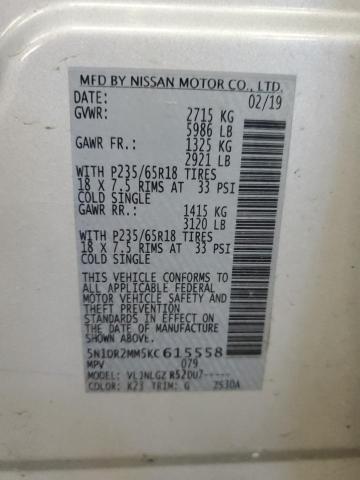 MFD BY NISSAN MOTOR CO., LTD.
DATE: 02/19
GVWR: 2715 KG
5986 LB
GAWR FR.: 1325 KG
2921 LB
WITH P235/65R18 TIRES
18 X 7.5 RIMS AT 33 PSI
COLD SINGLE
GAWR RR.: 1415 KG
3120 LB
WITH P235/65R18 TIRES
18 X 7.5 RIMS AT 33 PSI
COLD SINGLE
THIS VEHICLE CONFORMS TO
ALL APPLICABLE FEDERAL
MOTOR VEHICLE SAFETY AND
THEFT PREVENTION
STANDARDS IN EFFECT ON
THE DATE OF MANUFACTURE
SHOWN ABOVE.
5N1DR2MM5KC615558
MPV 079
MODEL: VLJNLGZ R52DU7-----
COLOR: K23 TRIM: G 2530A